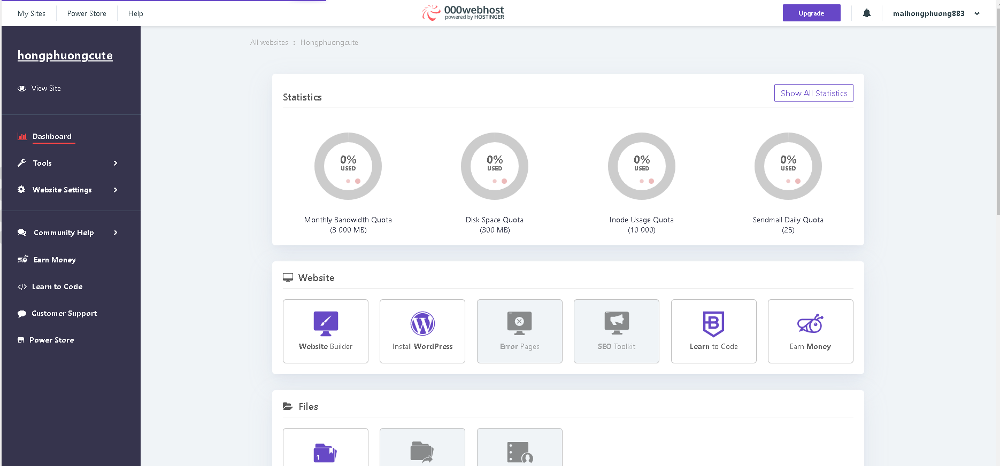 My Sites
Power Store
Help
000webhost
powered by HOSTINGER
Upgrade
maihongphuong883
hongphuongcute
View Site
Dashboard
Tools
Website Settings
Community Help
Earn Money
Learn to Code
Customer Support
Power Store
All websites › Hongphuongcute
Statistics
Show All Statistics
0%
USED
Monthly Bandwidth Quota
(3 000 MB)
0%
USED
Disk Space Quota
(300 MB)
0%
USED
Inode Usage Quota
(10 000)
0%
USED
Sendmail Daily Quota
(25)
Website
Website Builder
Install WordPress
Error Pages
SEO Toolkit
B
Learn to Code
Earn Money
Files
1